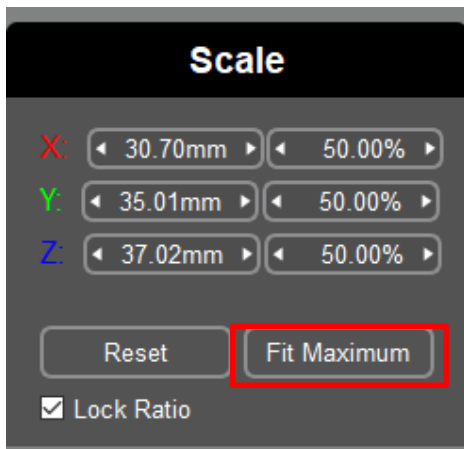 Scale
X: 30.70mm 50.00%
Y: 35.01mm 50.00%
Z: 37.02mm 50.00%
Reset Fit Maximum
Lock Ratio